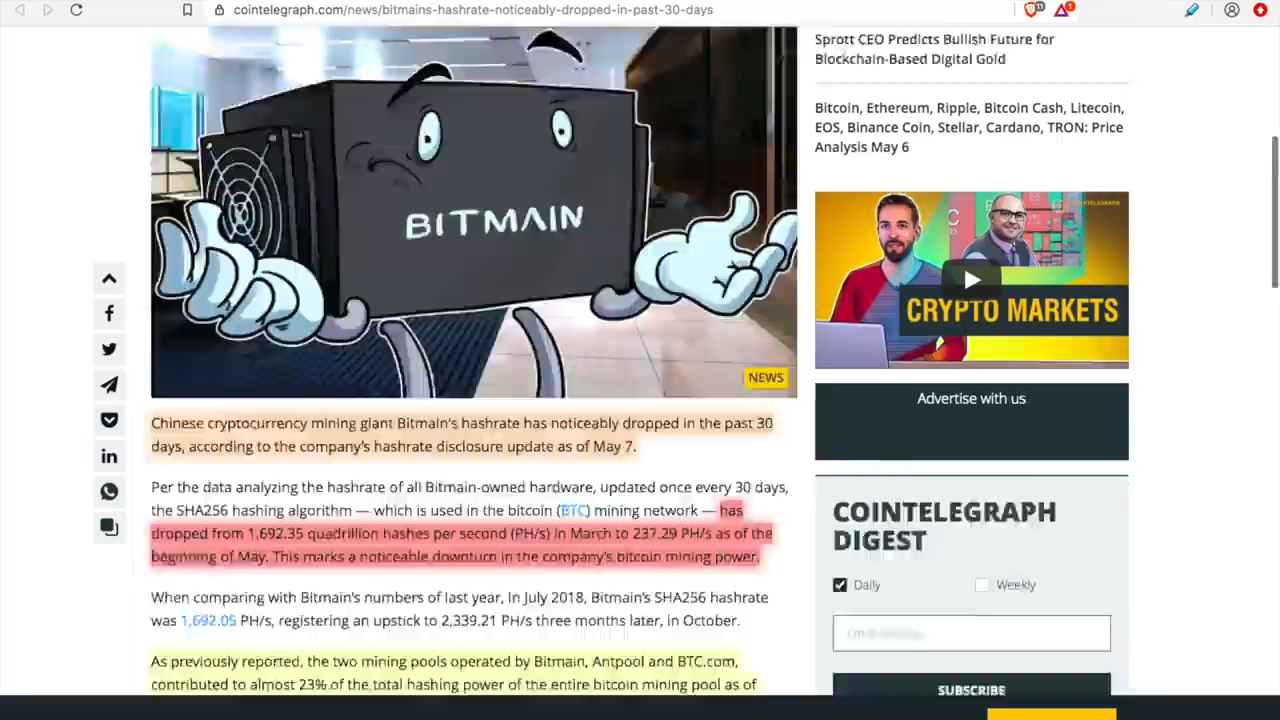 cointelegraph.com/news/bitmains-hashrate-noticeably-dropped-in-past-30-days
11
1
BITMAIN
NEWS
Chinese cryptocurrency mining giant Bitmain's hashrate has noticeably dropped in the past 30
days, according to the company's hashrate disclosure update as of May 7.
Per the data analyzing the hashrate of all Bitmain-owned hardware, updated once every 30 days,
the SHA256 hashing algorithm — which is used in the bitcoin (BTC) mining network — has
dropped from 1,692.35 quadrillion hashes per second (PH/s) in March to 237.29 PH/s as of the
beginning of May. This marks a noticeable downturn in the company's bitcoin mining power.
When comparing with Bitmain's numbers of last year, in July 2018, Bitmain's SHA256 hashrate
was 1,692.05 PH/s, registering an upstick to 2,339.21 PH/s three months later, in October.
As previously reported, the two mining pools operated by Bitmain, Antpool and BTC.com,
contributed to almost 23% of the total hashing power of the entire bitcoin mining pool as of
Sprott CEO Predicts Bullish Future for
Blockchain-Based Digital Gold
Bitcoin, Ethereum, Ripple, Bitcoin Cash, Litecoin,
EOS, Binance Coin, Stellar, Cardano, TRON: Price
Analysis May 6
COINTELEGRAPH
CRYPTO MARKETS
Advertise with us
COINTELEGRAPH
DIGEST
Daily
Weekly
SUBSCRIBE